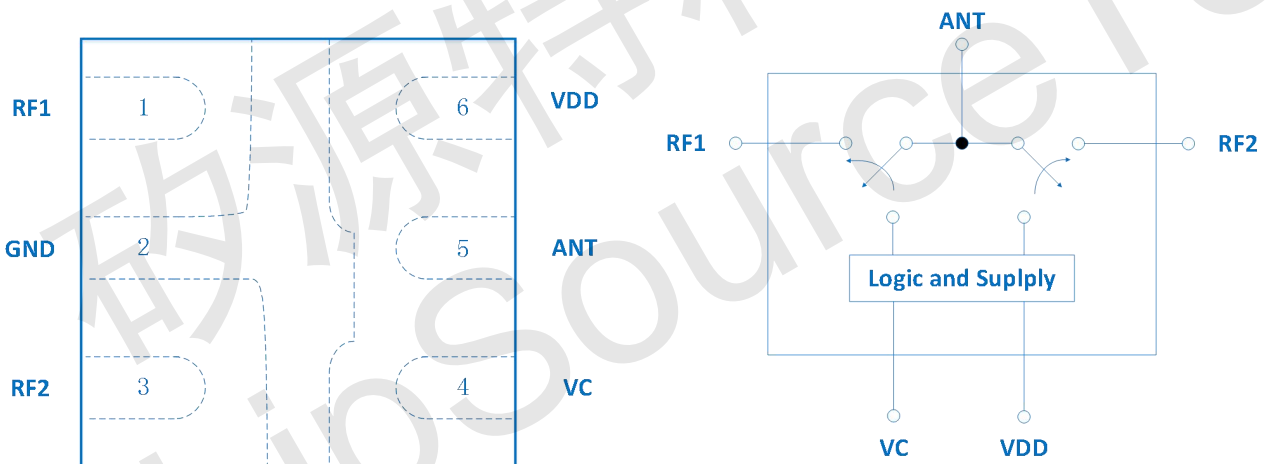 RF1
1
6
VDD
GND
2
5
ANT
RF2
3
4
VC
ANT
RF1
RF2
Logic and Suplply
VC
VDD
矽源特
ipSource